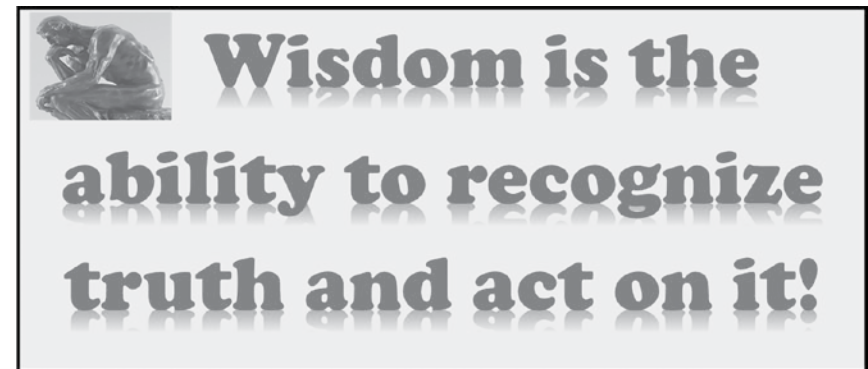 Wisdom is the
ability to recognize
truth and act on it!